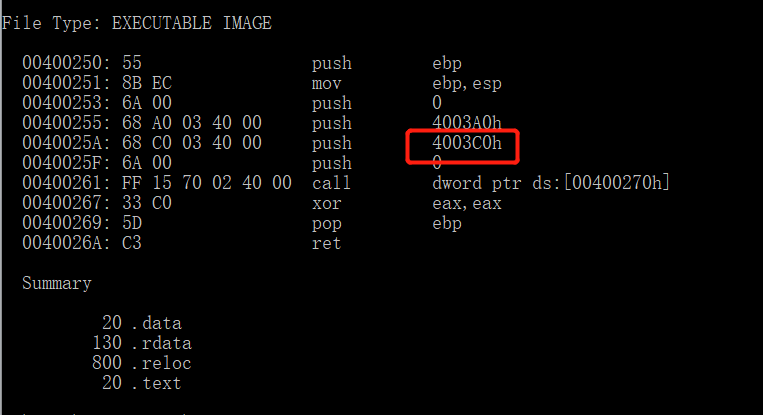 File Type: EXECUTABLE IMAGE
00400250: 55 push ebp
00400251: 8B EC mov ebp,esp
00400253: 6A 00 push 0
00400255: 68 A0 03 40 00 push 4003A0h
0040025A: 68 C0 03 40 00 push 4003C0h
0040025F: 6A 00 push 0
00400261: FF 15 70 02 40 00 call dword ptr ds:[00400270h]
00400267: 33 C0 xor eax,eax
00400269: 5D pop ebp
0040026A: C3 ret
Summary
20 .data
130 .rdata
800 .reloc
20 .text